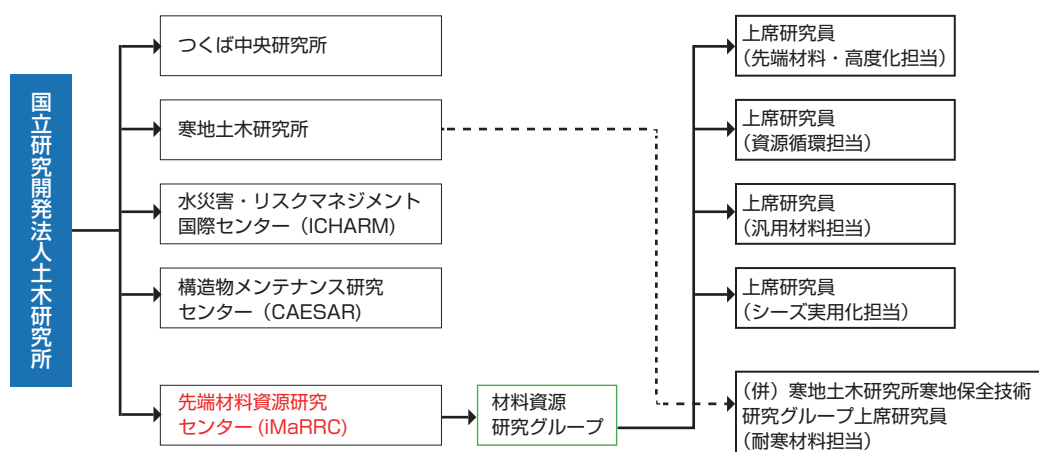 国立研究開発法人土木研究所
つくば中央研究所
寒地土木研究所
水災害・リスクマネジメント
国際センター（ICHARM）
構造物メンテナンス研究
センター（CAESAR）
先端材料資源研究
センター(iMaRRC)
材料資源
研究グループ
上席研究員
（先端材料・高度化担当）
上席研究員
（資源循環担当）
上席研究員
（汎用材料担当）
上席研究員
（シーズ実用化担当）
（併）寒地土木研究所寒地保全技術
研究グループ上席研究員
（耐寒材料担当）